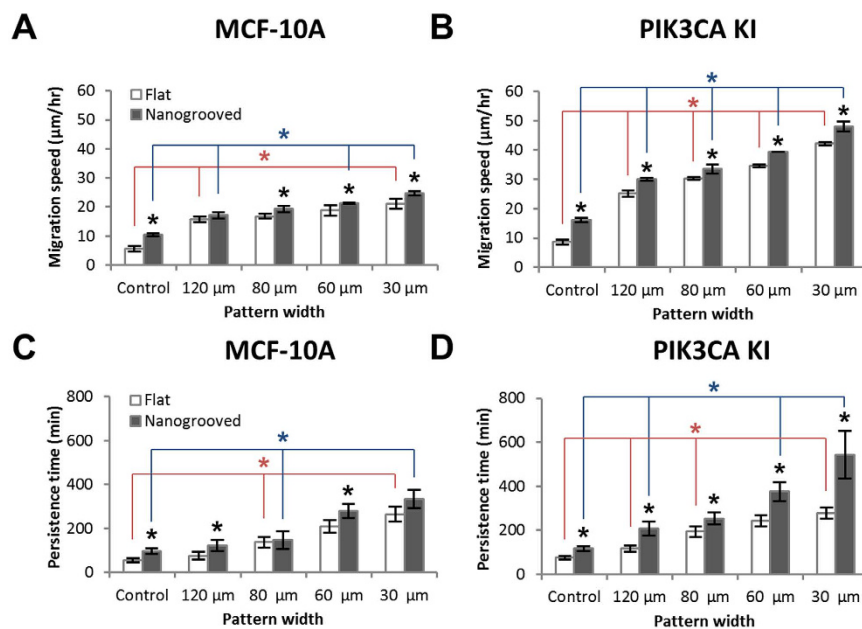 A MCF-10A
Migration speed (μm/hr)
60
50
40
30
20
10
0
Flat
Nanogrooved
*
*
* * * * *
Control 120 μm 80 μm 60 μm 30 μm
Pattern width
B PIK3CA KI
Migration speed (μm/hr)
60
50
40
30
20
10
0
*
*
* * * * *
Control 120 μm 80 μm 60 μm 30 μm
Pattern width
C MCF-10A
Persistence time (min)
800
600
400
200
0
Flat
Nanogrooved
*
*
* * *
Control 120 μm 80 μm 60 μm 30 μm
Pattern width
D PIK3CA KI
Persistence time (min)
800
600
400
200
0
*
*
* * * * *
Control 120 μm 80 μm 60 μm 30 μm
Pattern width